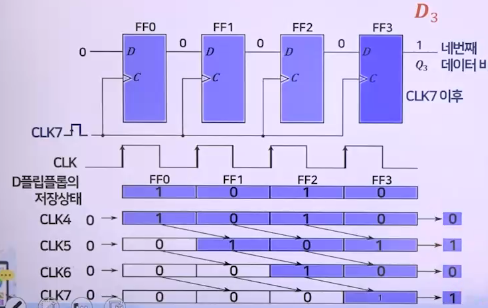 D3
FF0 FF1 FF2 FF3
0 D 0 D 0 D 0 D 1 네번째
Q3 데이터 비
C C C C
CLK7 이후
CLK7
CLK
D플립플롭의 FF0 FF1 FF2 FF3
저장상태 1 0 1 0
CLK4 0 1 0 1 0 0
CLK5 0 0 1 0 1 1
CLK6 0 0 0 1 0 0
CLK7 0 0 0 0 1 1